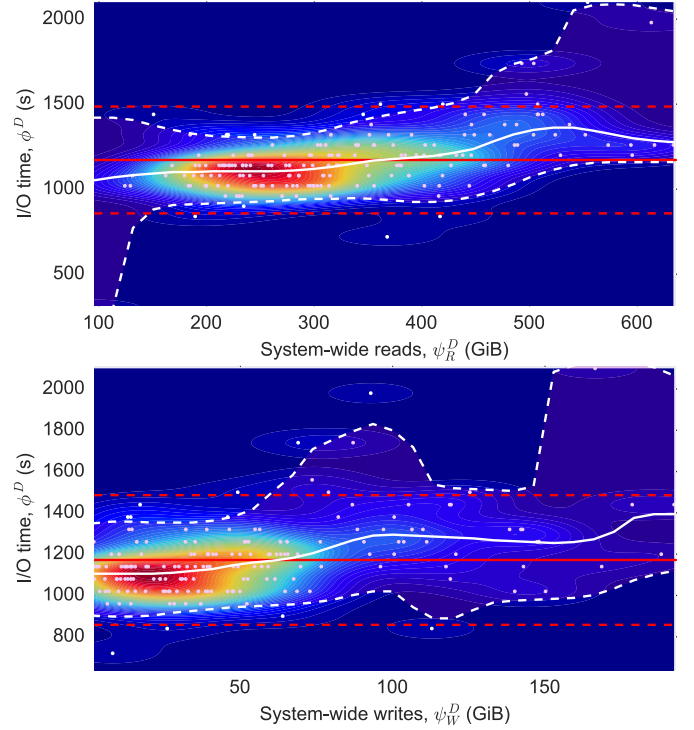 2000
1500
1000
500
I/O time, ϕ^D (s)
100 200 300 400 500 600
System-wide reads, ψ_R^D (GiB)
2000
1800
1600
1400
1200
1000
800
I/O time, ϕ^D (s)
50 100 150
System-wide writes, ψ_W^D (GiB)